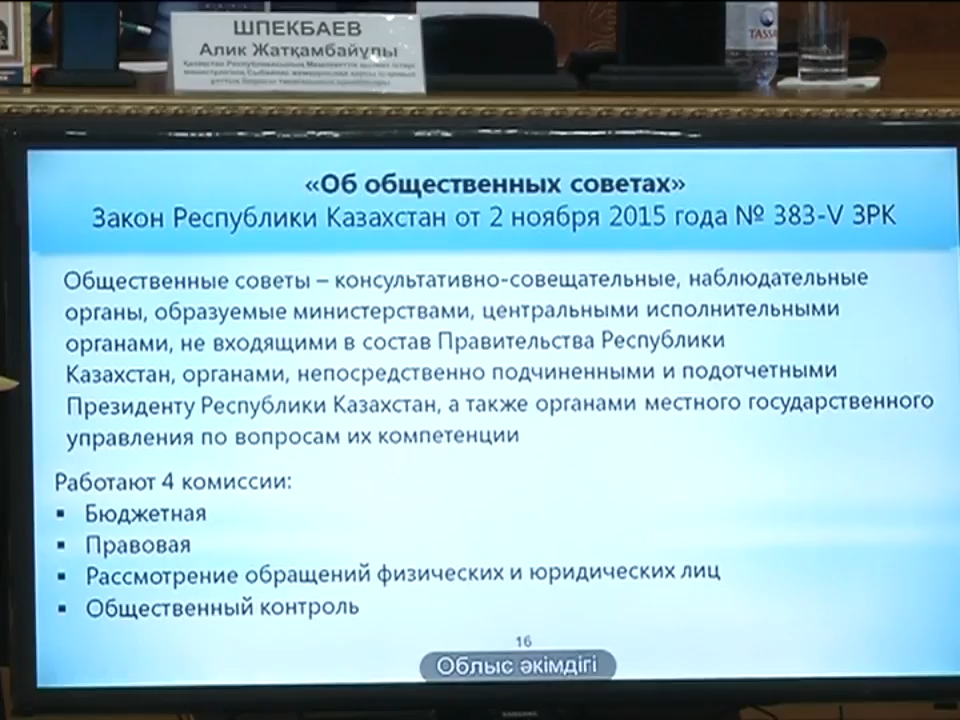 ШПЕКБАЕВ
Алик Жатқамбайұлы
TASSA
«Об общественных советах»
Закон Республики Казахстан от 2 ноября 2015 года № 383-V ЗРК
Общественные советы – консультативно-совещательные, наблюдательные
органы, образуемые министерствами, центральными исполнительными
органами, не входящими в состав Правительства Республики
Казахстан, органами, непосредственно подчиненными и подотчетными
Президенту Республики Казахстан, а также органами местного государственного
управления по вопросам их компетенции
Работают 4 комиссии:
▪ Бюджетная
▪ Правовая
▪ Рассмотрение обращений физических и юридических лиц
▪ Общественный контроль
16
Облыс әкімдігі
SAMSUNG